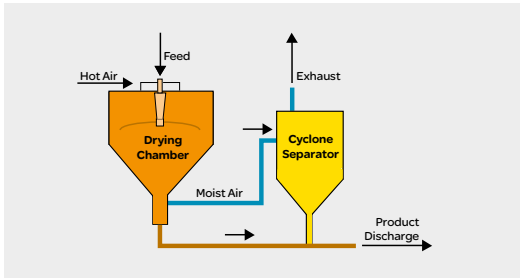 Feed
Hot Air
Exhaust
Drying
Chamber
Cyclone
Separator
Moist Air
Product
Discharge